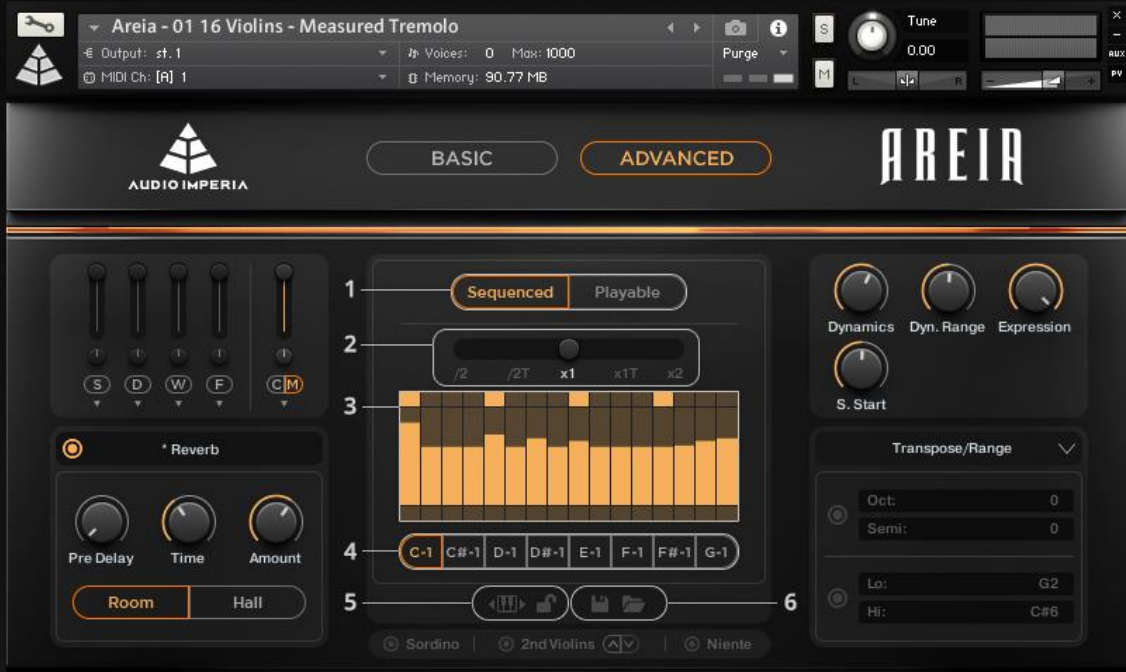 Areia - 01 16 Violins - Measured Tremolo
Output: st.1
Voices: 0 Max: 1000
Purge
MIDI Ch: [A] 1
Memory: 90.77 MB
S
M
Tune
0.00
L R
- +
×
-
AUX
PV
AUDIO IMPERIA
BASIC
ADVANCED
AREIA
S D W F C M
1
Sequenced Playable
2
/2 /2T x1 x1T x2
3
4
C-1 C#-1 D-1 D#-1 E-1 F-1 F#-1 G-1
5
6
Sordino
2nd Violins
Niente
* Reverb
Pre Delay Time Amount
Room Hall
Dynamics Dyn. Range Expression
S. Start
Transpose/Range
Oct: 0
Semi: 0
Lo: G2
Hi: C#6